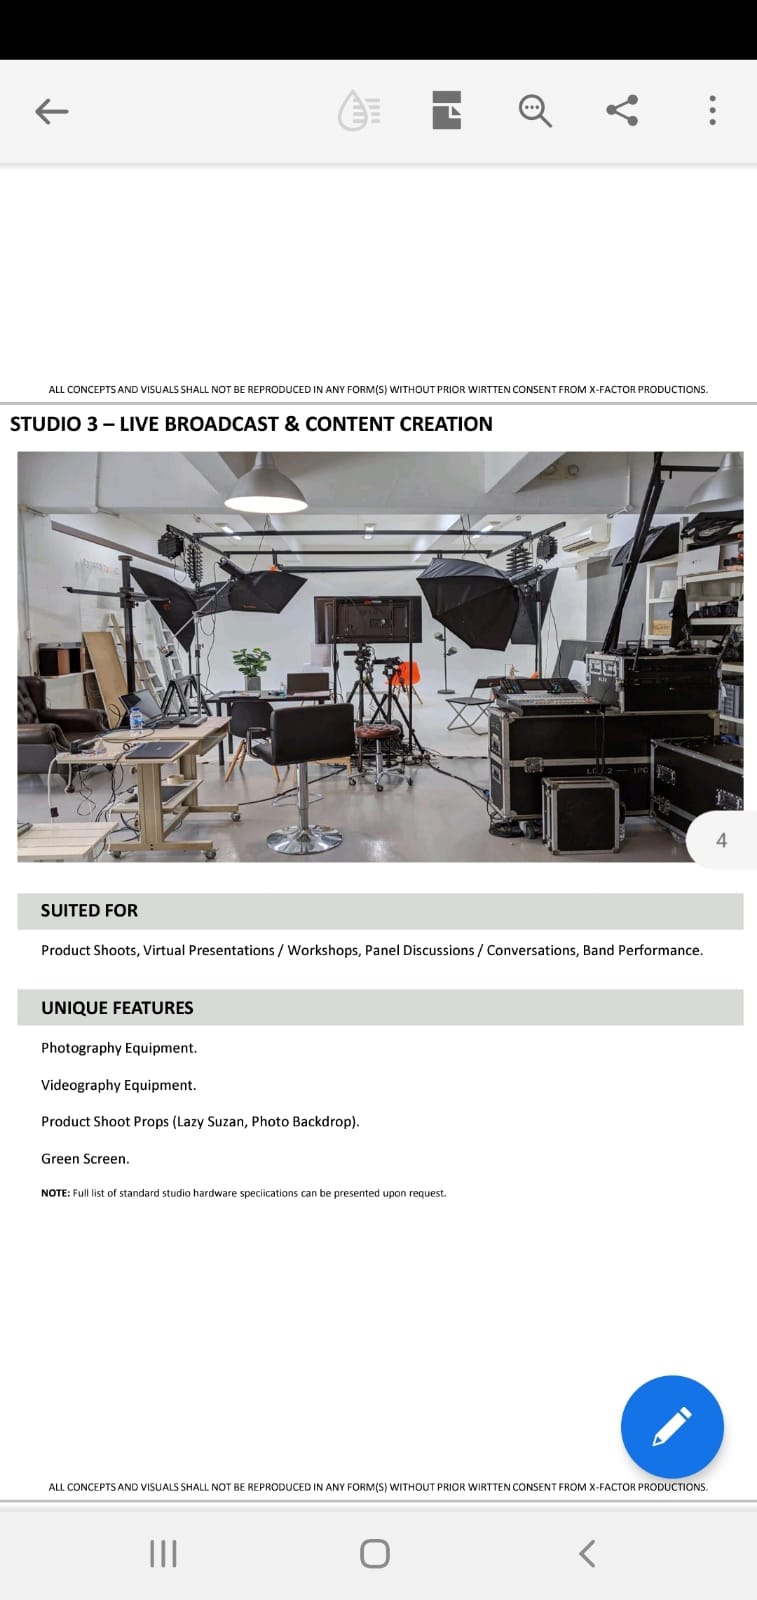 ALL CONCEPTS AND VISUALS SHALL NOT BE REPRODUCED IN ANY FORM(S) WITHOUT PRIOR WIRTTEN CONSENT FROM X-FACTOR PRODUCTIONS.
STUDIO 3 – LIVE BROADCAST & CONTENT CREATION
4
SUITED FOR
Product Shoots, Virtual Presentations / Workshops, Panel Discussions / Conversations, Band Performance.
UNIQUE FEATURES
Photography Equipment.
Videography Equipment.
Product Shoot Props (Lazy Suzan, Photo Backdrop).
Green Screen.
NOTE: Full list of standard studio hardware speciications can be presented upon request.
ALL CONCEPTS AND VISUALS SHALL NOT BE REPRODUCED IN ANY FORM(S) WITHOUT PRIOR WIRTTEN CONSENT FROM X-FACTOR PRODUCTIONS.